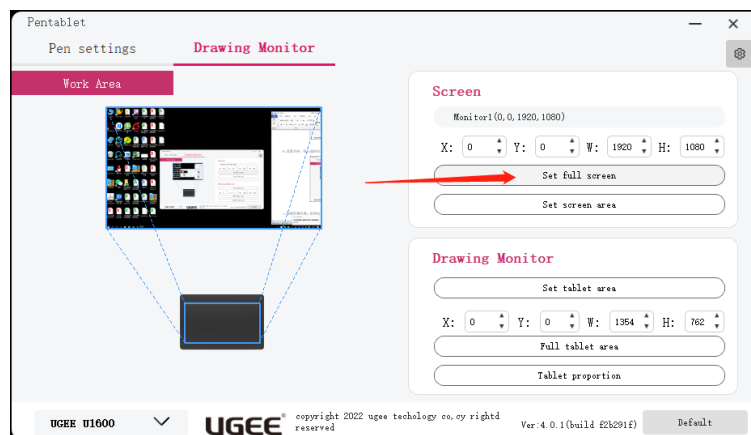 Pentablet
Pen settings
Drawing Monitor
Work Area
Screen
Monitor1(0,0,1920,1080)
X: 0 Y: 0 W: 1920 H: 1080
Set full screen
Set screen area
Drawing Monitor
Set tablet area
X: 0 Y: 0 W: 1354 H: 762
Full tablet area
Tablet proportion
UGEE U1600
UGEE®
copyright 2022 ugee techology co,oy rightd
reserved
Ver:4.0.1(build f2b291f)
Default